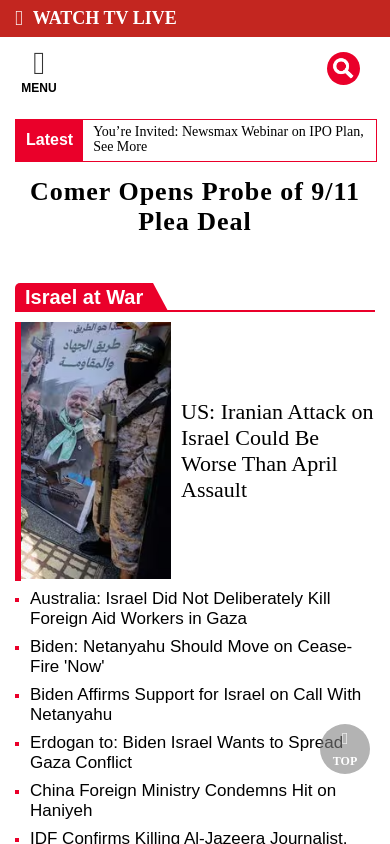 WATCH TV LIVE
MENU
Latest
You’re Invited: Newsmax Webinar on IPO Plan,
See More
Comer Opens Probe of 9/11
Plea Deal
Israel at War
طريق الجهاد
والمقاومة
US: Iranian Attack on
Israel Could Be
Worse Than April
Assault
Australia: Israel Did Not Deliberately Kill
Foreign Aid Workers in Gaza
Biden: Netanyahu Should Move on Cease-
Fire 'Now'
Biden Affirms Support for Israel on Call With
Netanyahu
Erdogan to: Biden Israel Wants to Spread
Gaza Conflict
TOP
China Foreign Ministry Condemns Hit on
Haniyeh
IDF Confirms Killing Al-Jazeera Journalist,